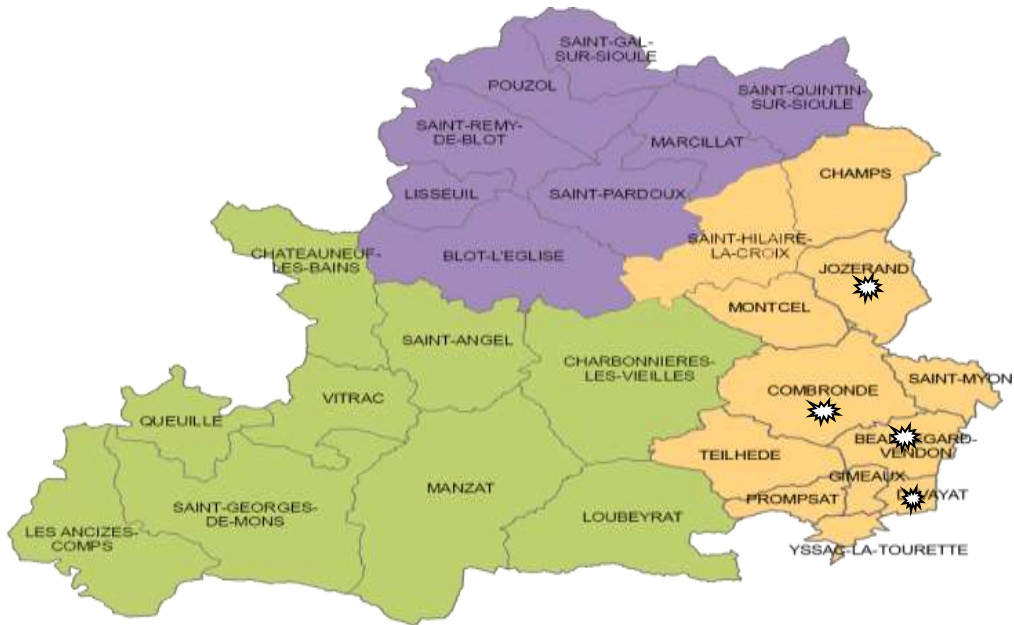 SAINT-GAL-
SUR-SIOULE
POUZOL
SAINT-QUINTIN-
SUR-SIOULE
SAINT-REMY-
DE-BLOT
MARCILLAT
CHAMPS
LISSEUIL
SAINT-PARDOUX
SAINT-HILAIRE-
LA-CROIX
CHATEAUNEUF-
LES-BAINS
BLOT-L'EGLISE
JOZERAND
MONTCEL
SAINT-ANGEL
CHARBONNIERES-
LES-VIEILLES
SAINT-MYON
COMBRONDE
VITRAC
QUEUILLE
VENDON
TEILHEDE
GIMEAUX
MANZAT
PROMPSAT
SAINT-GEORGES-
DE-MONS
LOUBEYRAT
LES ANCIZES-
COMPS
YSSAC-LA-TOURETTE